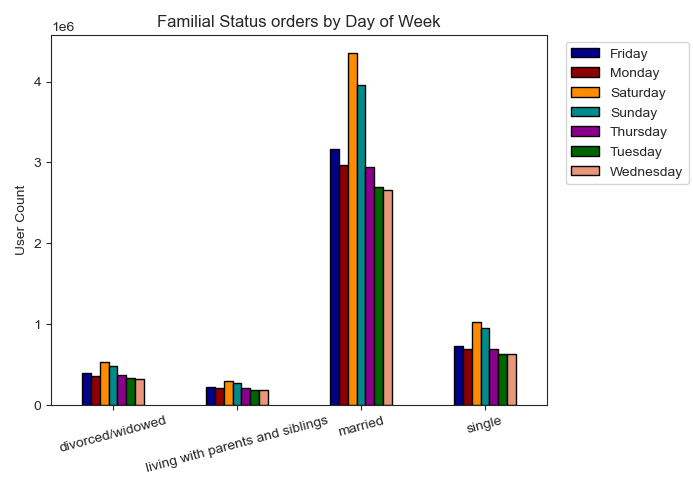 Familial Status orders by Day of Week
1e6
Friday
Monday
Saturday
Sunday
Thursday
Tuesday
Wednesday
User Count
4
3
2
1
0
divorced/widowed
living with parents and siblings
married
single